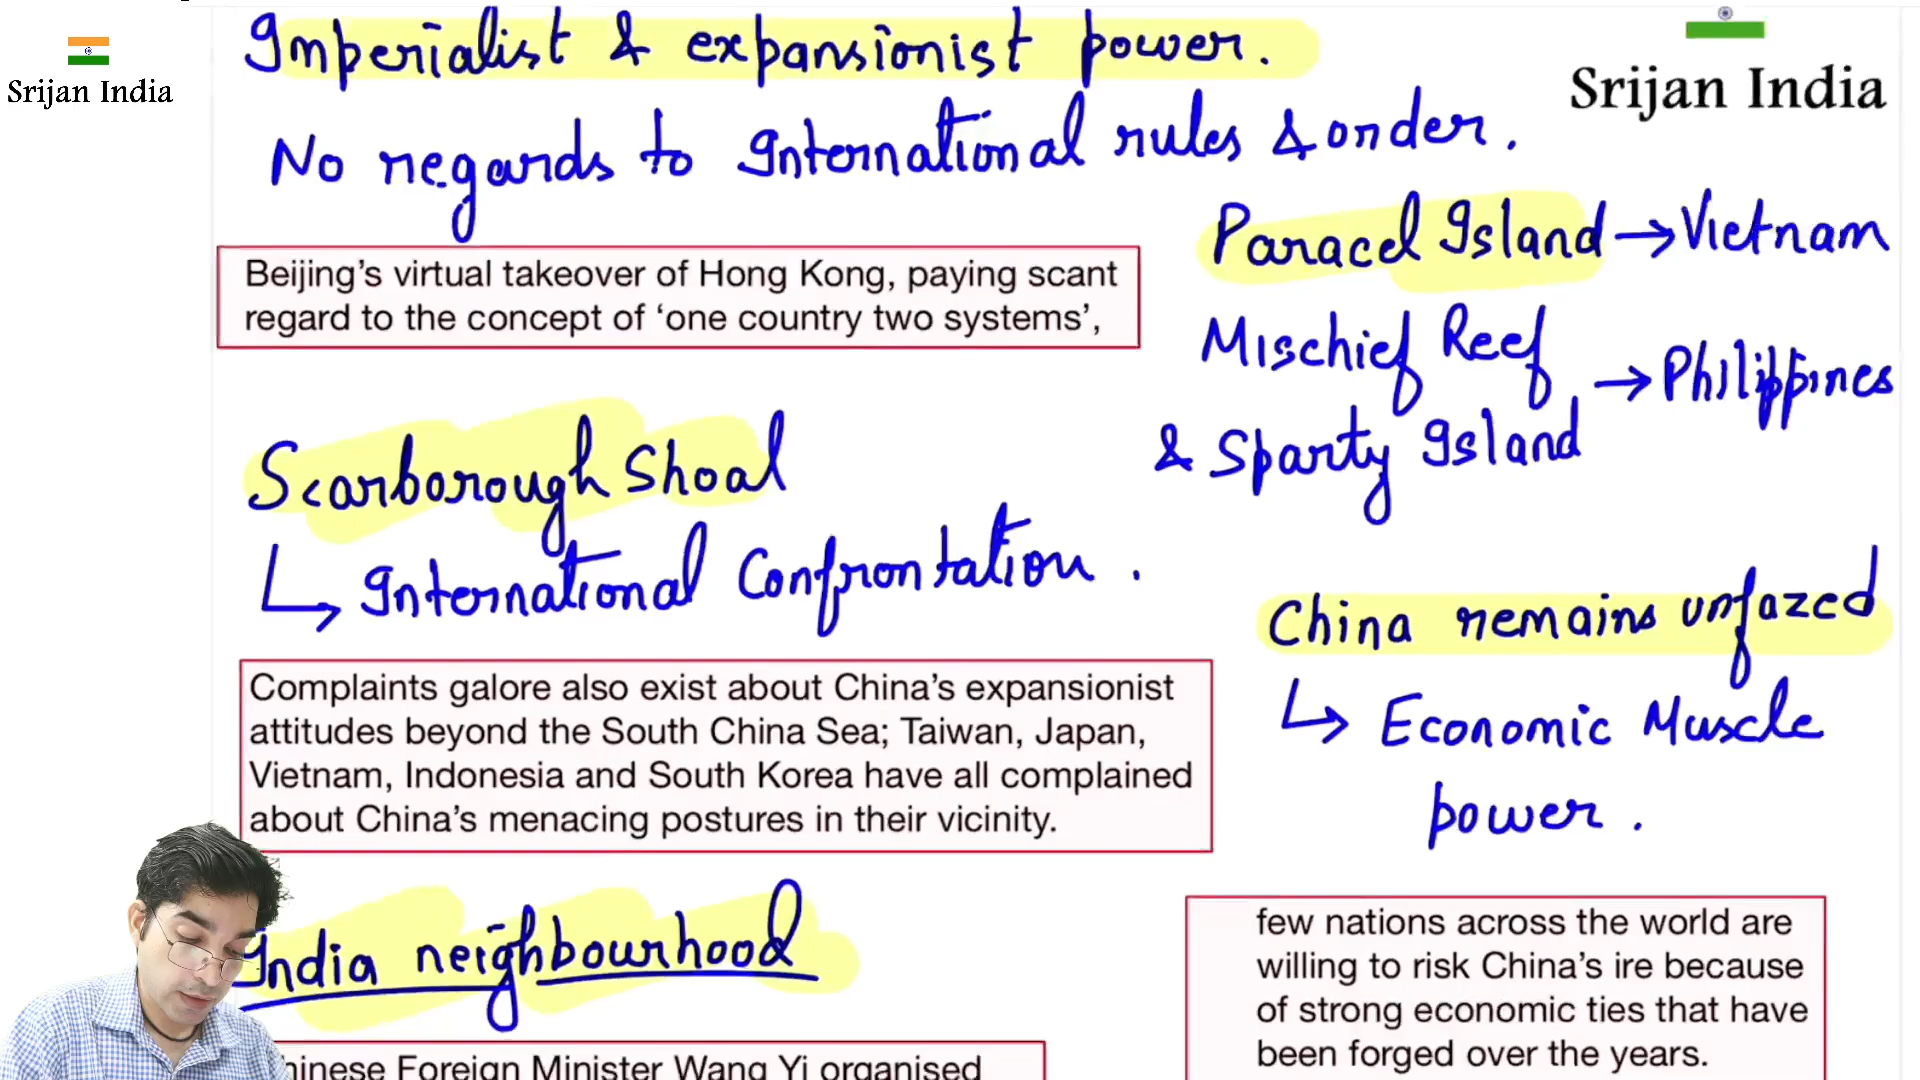 Imperialist & expansionist power.
Srijan India
Srijan India
No regards to International rules & order.
Paracel Island → Vietnam
Beijing's virtual takeover of Hong Kong, paying scant
regard to the concept of 'one country two systems',
Mischief Reef
& Sparty Island
→ Philippines
Scarborough Shoal
↳ International Confrontation.
China remains unfazed
↳ Economic Muscle
power.
Complaints galore also exist about China's expansionist
attitudes beyond the South China Sea; Taiwan, Japan,
Vietnam, Indonesia and South Korea have all complained
about China's menacing postures in their vicinity.
India neighbourhood
few nations across the world are
willing to risk China's ire because
of strong economic ties that have
been forged over the years.
hinese Foreign Minister Wang Yi organised